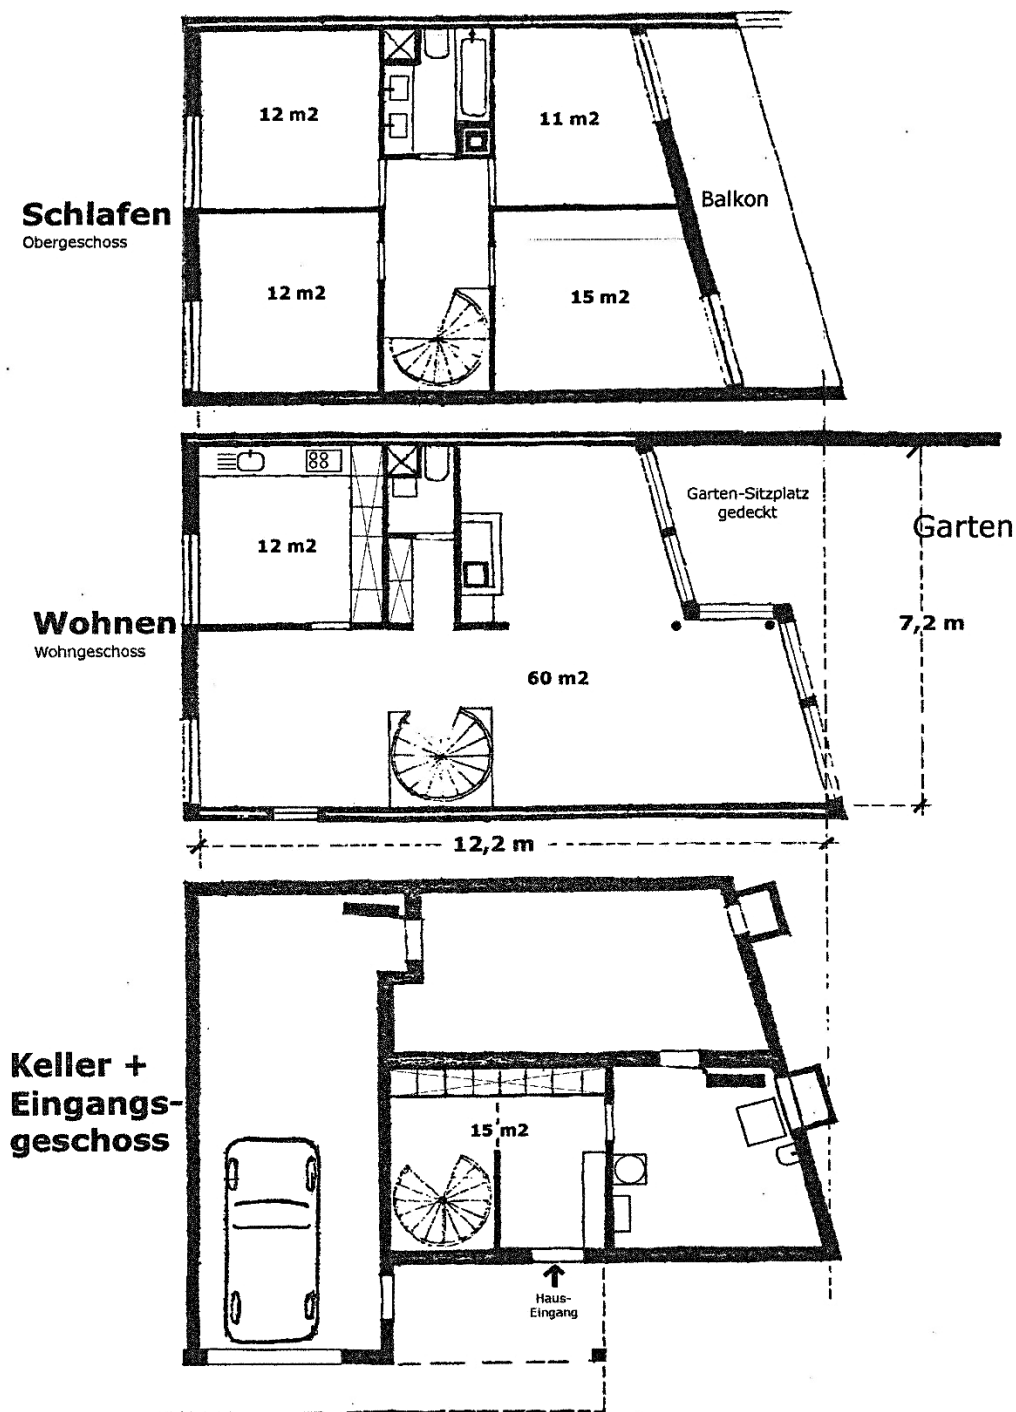 12 m2
11 m2
Schlafen
Obergeschoss
Balkon
12 m2
15 m2
Garten-Sitzplatz
gedeckt
Garten
12 m2
Wohnen
Wohngeschoss
7,2 m
60 m2
12,2 m
Keller +
Eingangs-
geschoss
15 m2
Haus-
Eingang